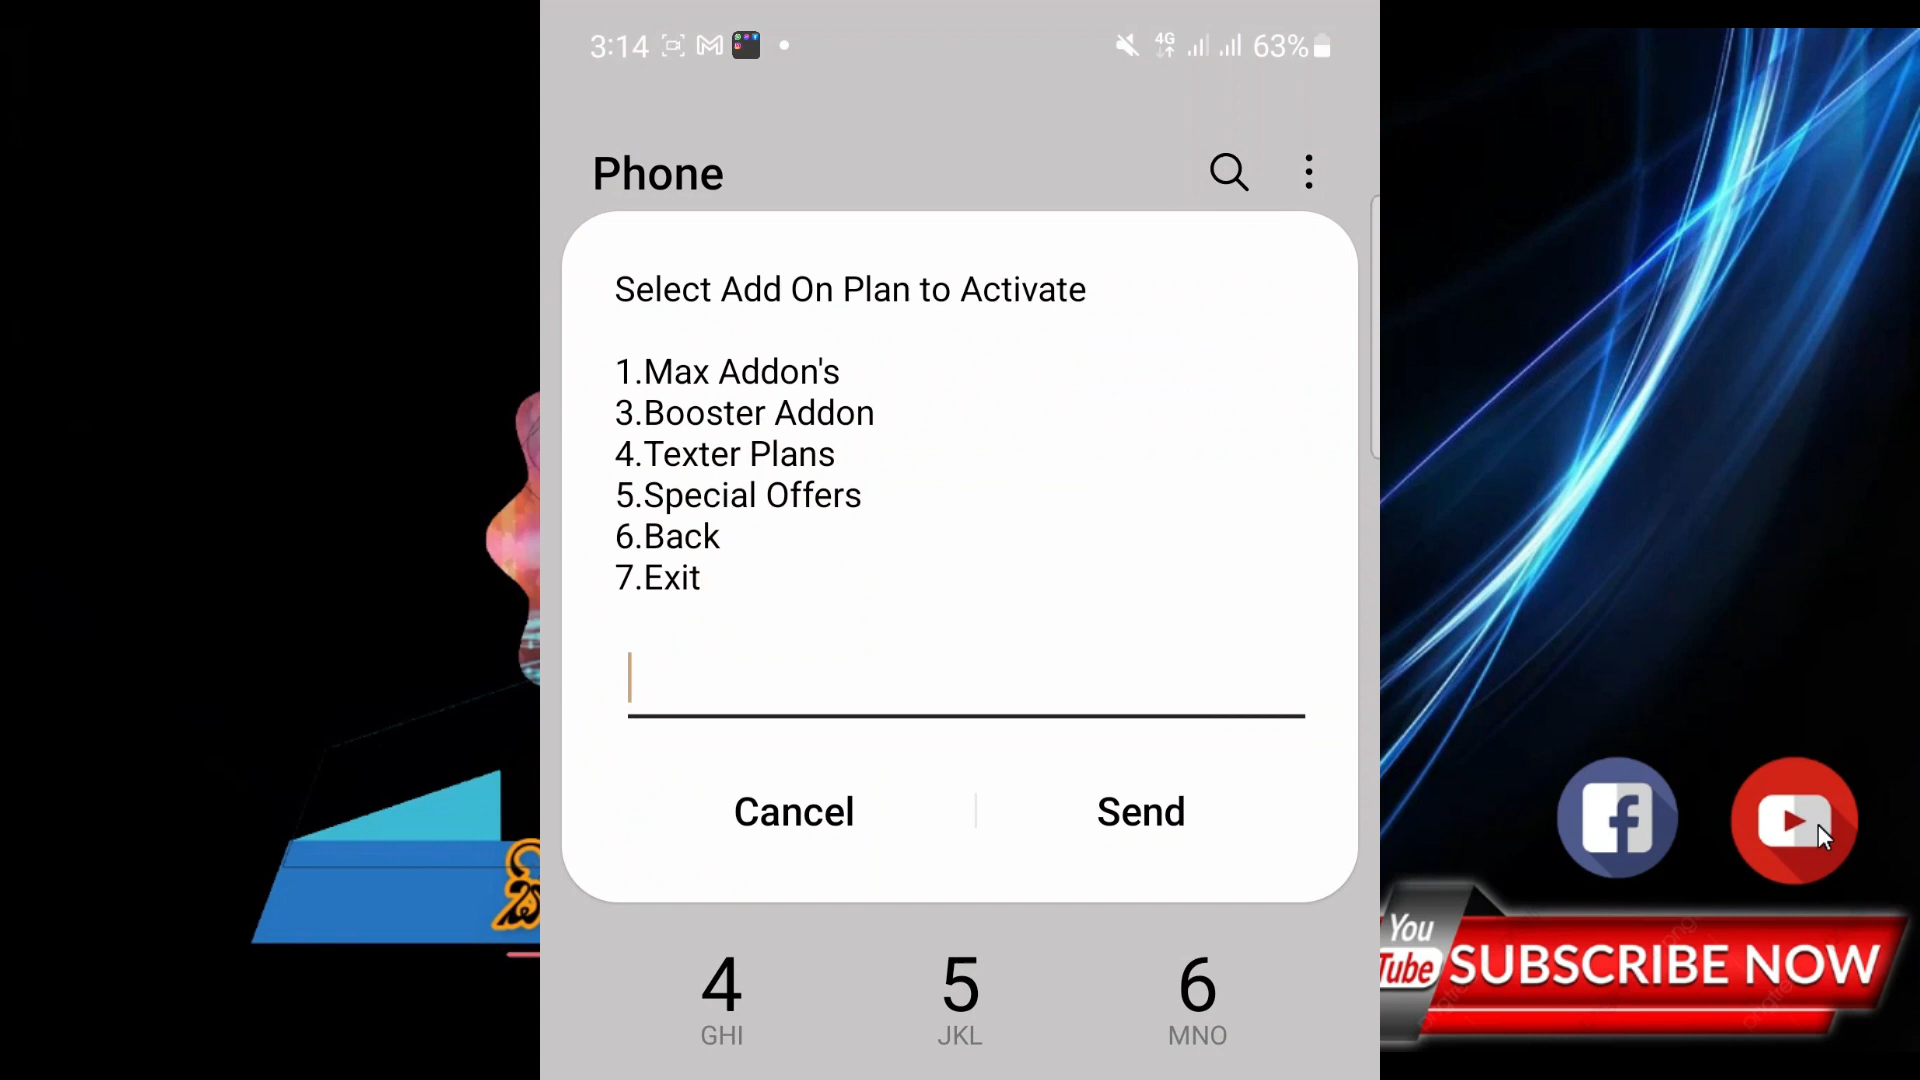 3:14
4G
63%
Phone
Select Add On Plan to Activate
1.Max Addon's
3.Booster Addon
4.Texter Plans
5.Special Offers
6.Back
7.Exit
Cancel
Send
4
5
6
GHI
JKL
MNO
You
Tube
SUBSCRIBE NOW